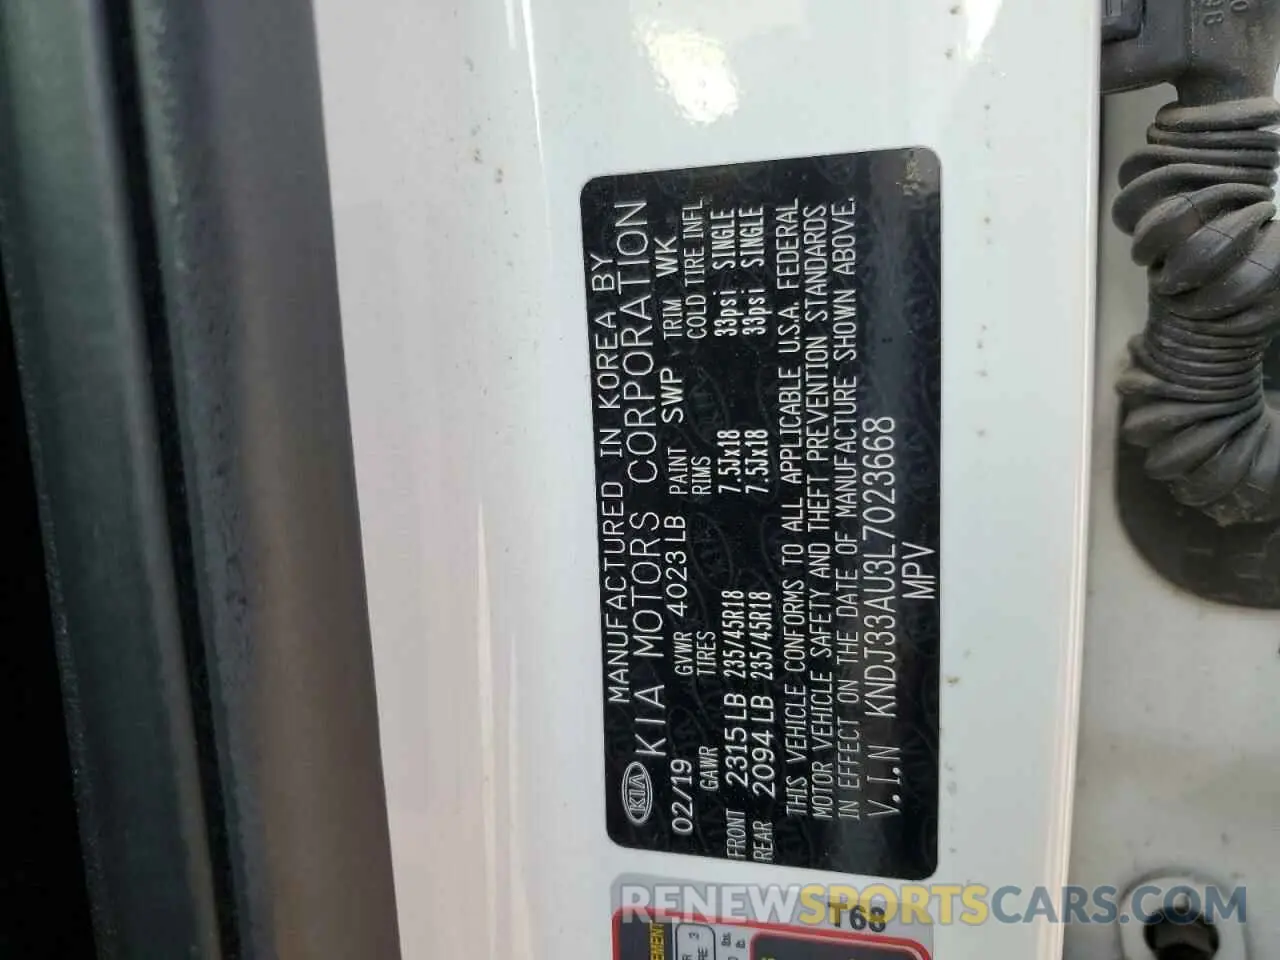 MANUFACTURED IN KOREA BY
KIA KIA MOTORS CORPORATION
02/19 GVWR 4023 LB PAINT SWP TRIM WK
GAWR TIRES RIMS COLD TIRE INFL
FRONT 2315 LB 235/45R18 7.5Jx18 33psi SINGLE
REAR 2094 LB 235/45R18 7.5Jx18 33psi SINGLE
THIS VEHICLE CONFORMS TO ALL APPLICABLE U.S.A. FEDERAL
MOTOR VEHICLE SAFETY AND THEFT PREVENTION STANDARDS
IN EFFECT ON THE DATE OF MANUFACTURE SHOWN ABOVE.
V.I.N KNDJ33AU3L7023668
MPV
T68
RENEWSPORTSCARS.COM